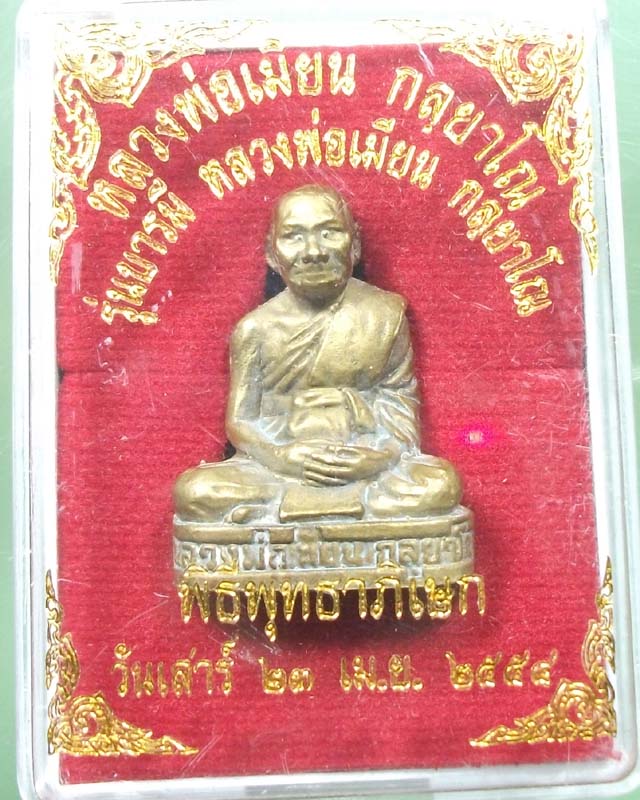 หลวงพ่อเมียน กลฺยาโณ
รุ่นบารมี หลวงพ่อเมียน กลฺยาโณ
หลวงพ่อเมียน กลฺยา
พิธีพุทธาภิเษก
วันเสาร์ ๒๓ เม.ย. ๒๕๕๔